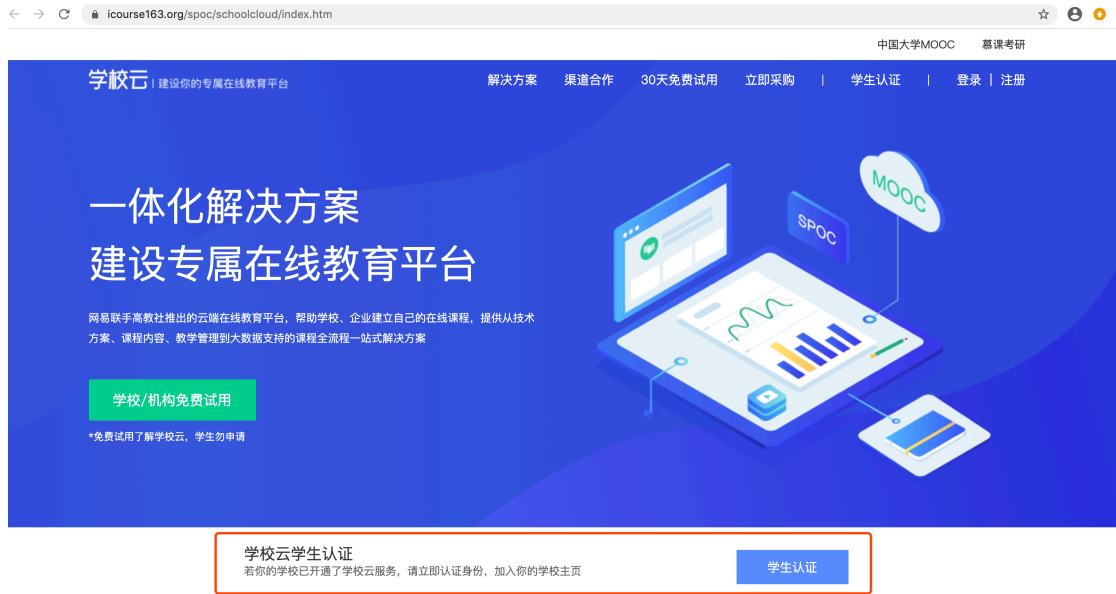 icourse163.org/spoc/schoolcloud/index.htm
中国大学MOOC 慕课考研
学校云 | 建设你的专属在线教育平台 解决方案 渠道合作 30天免费试用 立即采购 | 学生认证 | 登录 | 注册
一体化解决方案
建设专属在线教育平台
MOOC
SPOC
网易联手高教社推出的云端在线教育平台，帮助学校、企业建立自己的在线课程，提供从技术
方案、课程内容、教学管理到大数据支持的课程全流程一站式解决方案
学校/机构免费试用
*免费试用了解学校云，学生勿申请
学校云学生认证
若你的学校已开通了学校云服务，请立即认证身份，加入你的学校主页
学生认证